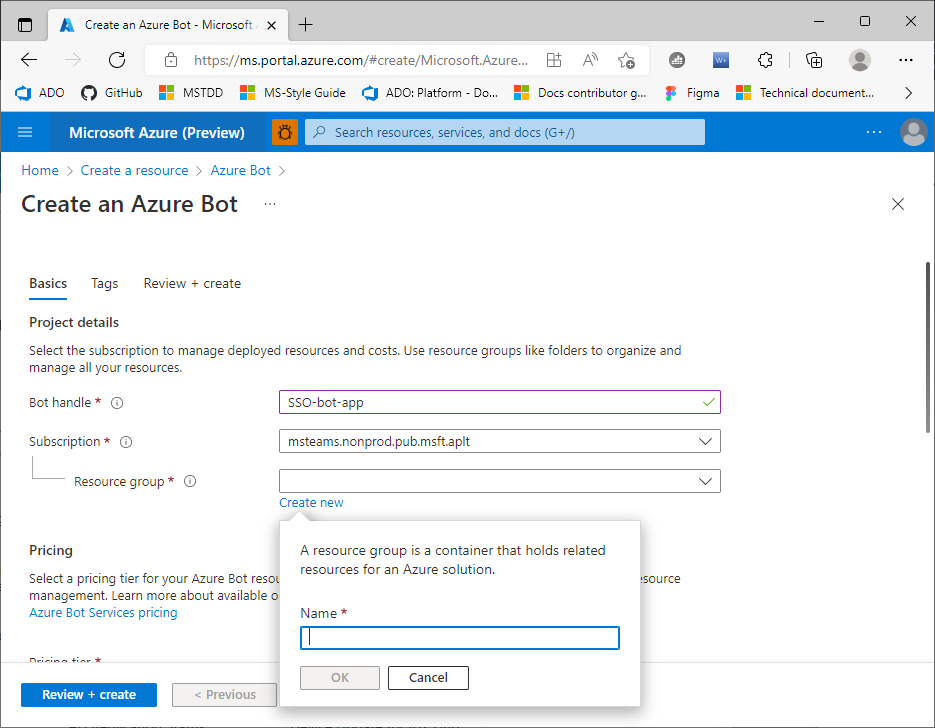 Create an Azure Bot - Microsoft
https://ms.portal.azure.com/#create/Microsoft.Azure...
ADO
GitHub
MSTDD
MS-Style Guide
ADO: Platform - Do...
Docs contributor g...
Figma
Technical document...
Microsoft Azure (Preview)
Search resources, services, and docs (G+/)
Home > Create a resource > Azure Bot >
Create an Azure Bot ...
Basics
Tags
Review + create
Project details
Select the subscription to manage deployed resources and costs. Use resource groups like folders to organize and
manage all your resources.
Bot handle *
SSO-bot-app
Subscription *
msteams.nonprod.pub.msft.aplt
Resource group *
Create new
A resource group is a container that holds related
resources for an Azure solution.
Name *
OK
Cancel
Pricing
Select a pricing tier for your Azure Bot resou
source
management. Learn more about available o
Azure Bot Services pricing
Pricing tier *
Review + create
< Previous